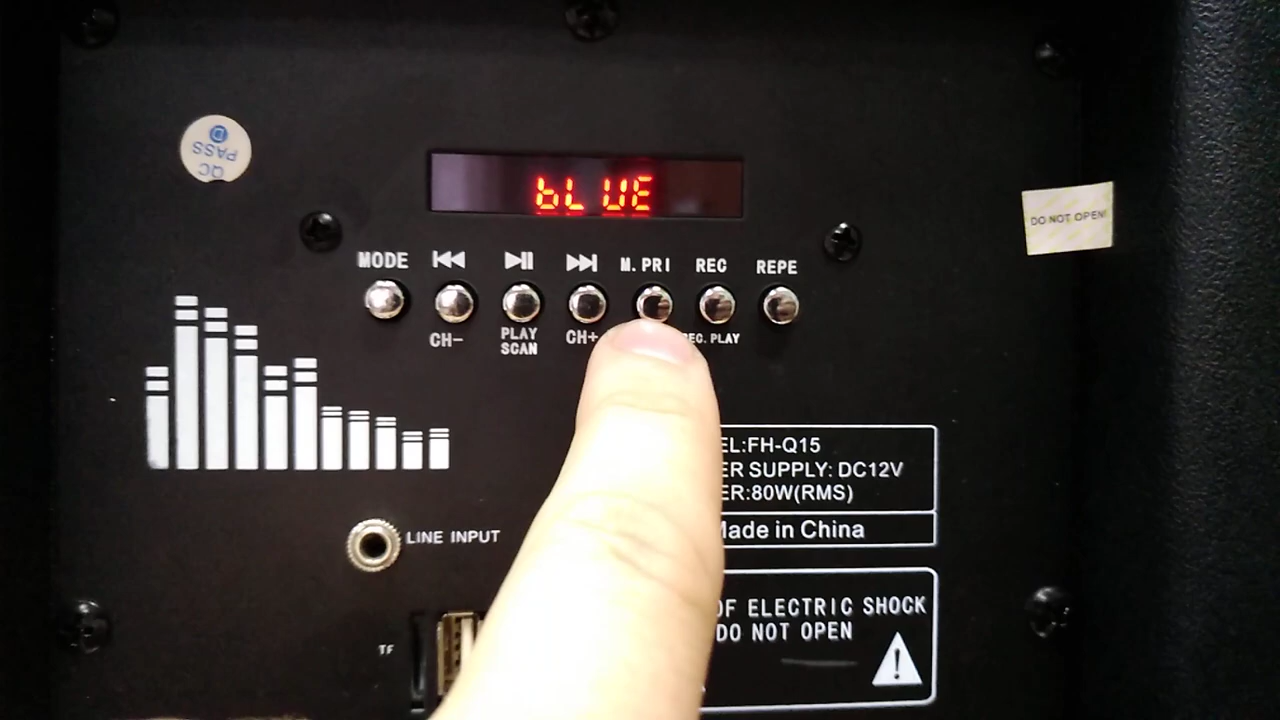 bLUE
QC
PASS
D
DO NOT OPEN!
MODE
M.PRI
REC
REPE
CH-
PLAY
SCAN
CH+
EC. PLAY
EL:FH-Q15
ER SUPPLY: DC12V
ER:80W(RMS)
Made in China
LINE INPUT
TF
OF ELECTRIC SHOCK
DO NOT OPEN